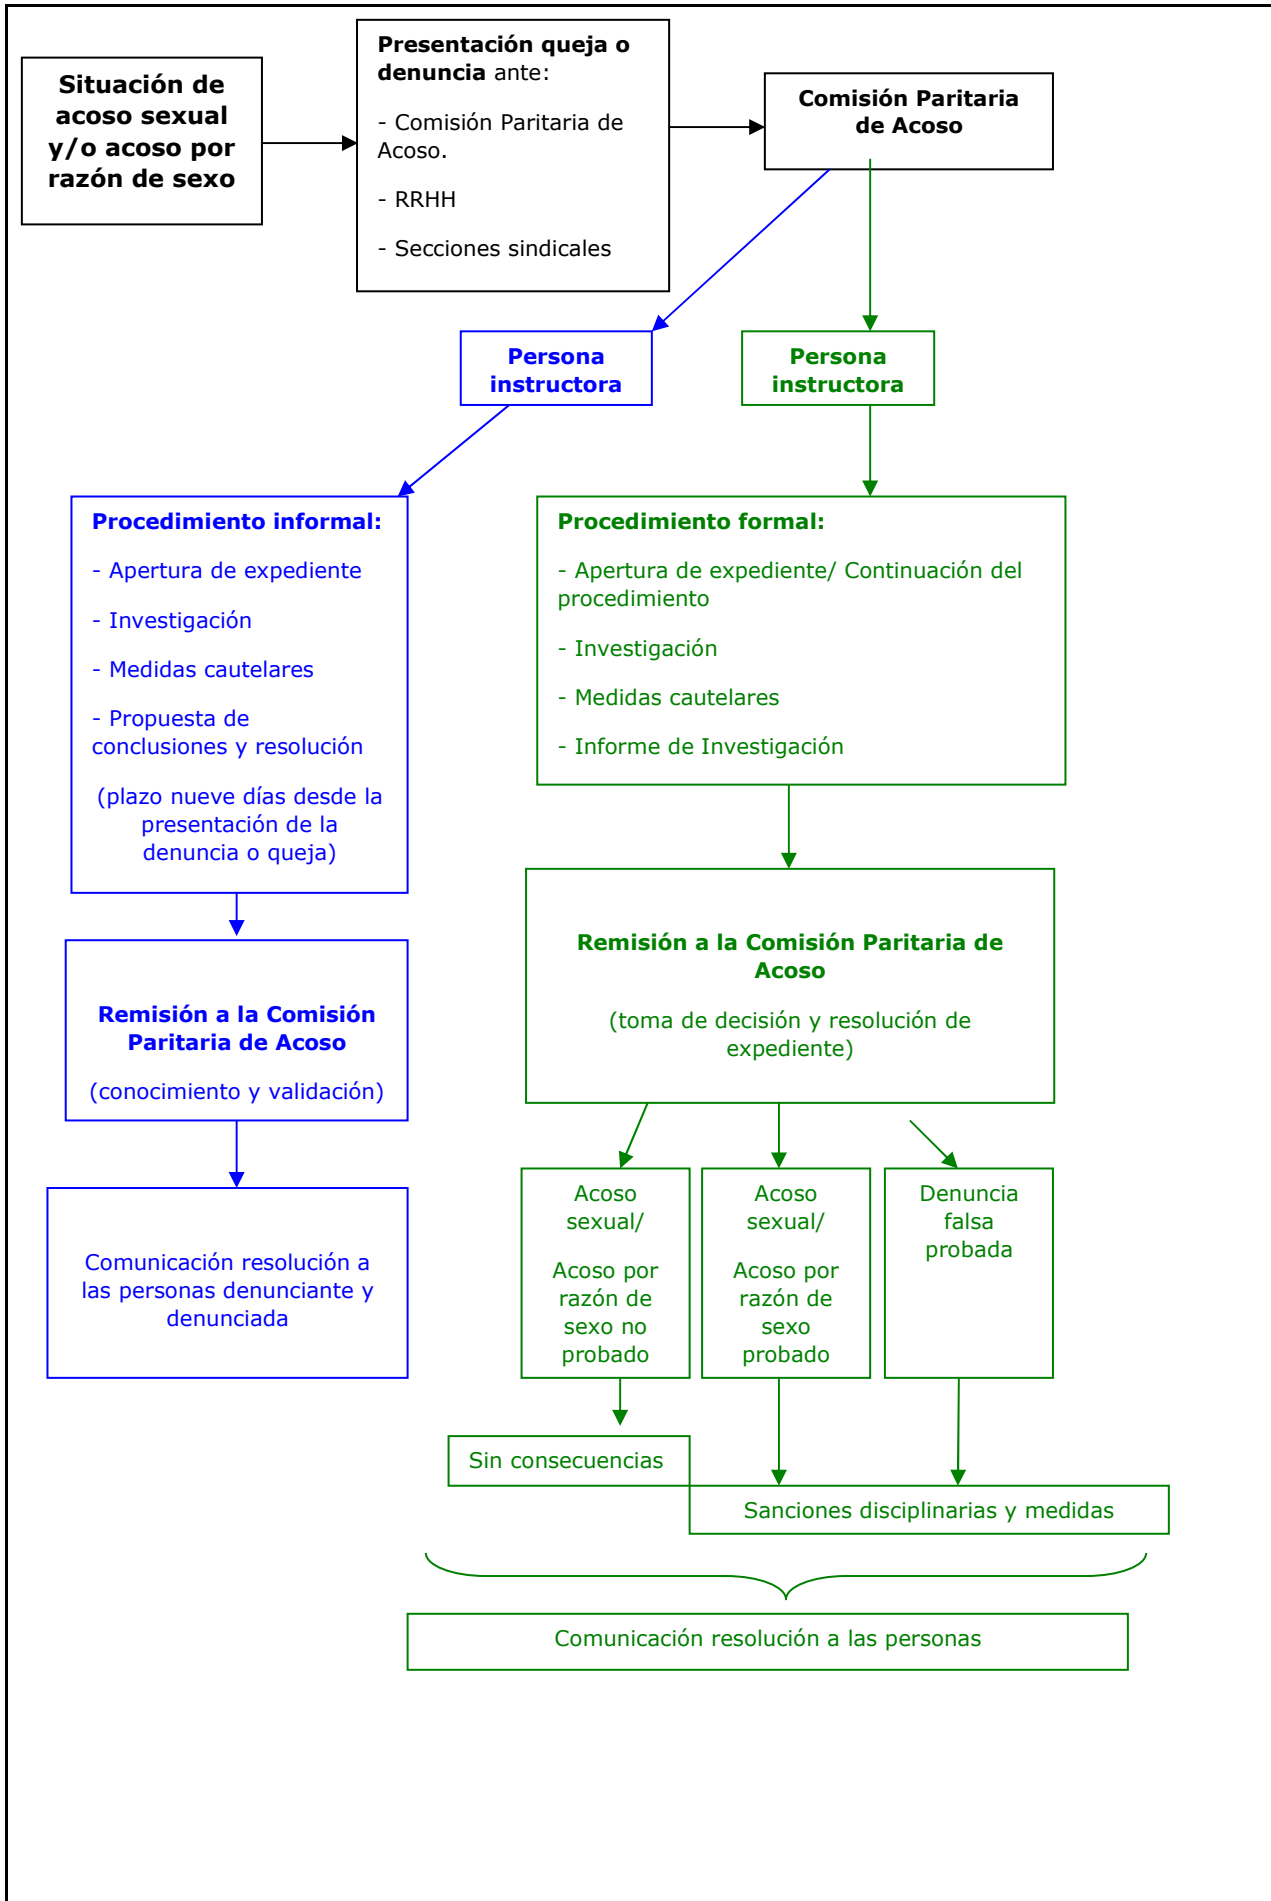 Situación de
acoso sexual
y/o acoso por
razón de sexo
Presentación queja o
denuncia ante:
- Comisión Paritaria de
Acoso.
- RRHH
- Secciones sindicales
Comisión Paritaria
de Acoso
Persona
instructora
Persona
instructora
Procedimiento informal:
- Apertura de expediente
- Investigación
- Medidas cautelares
- Propuesta de
conclusiones y resolución
(plazo nueve días desde la
presentación de la
denuncia o queja)
Procedimiento formal:
- Apertura de expediente/ Continuación del
procedimiento
- Investigación
- Medidas cautelares
- Informe de Investigación
Remisión a la Comisión
Paritaria de Acoso
(conocimiento y validación)
Remisión a la Comisión Paritaria de
Acoso
(toma de decisión y resolución de
expediente)
Comunicación resolución a
las personas denunciante y
denunciada
Acoso
sexual/
Acoso por
razón de
sexo no
probado
Acoso
sexual/
Acoso por
razón de
sexo
probado
Denuncia
falsa
probada
Sin consecuencias
Sanciones disciplinarias y medidas
Comunicación resolución a las personas